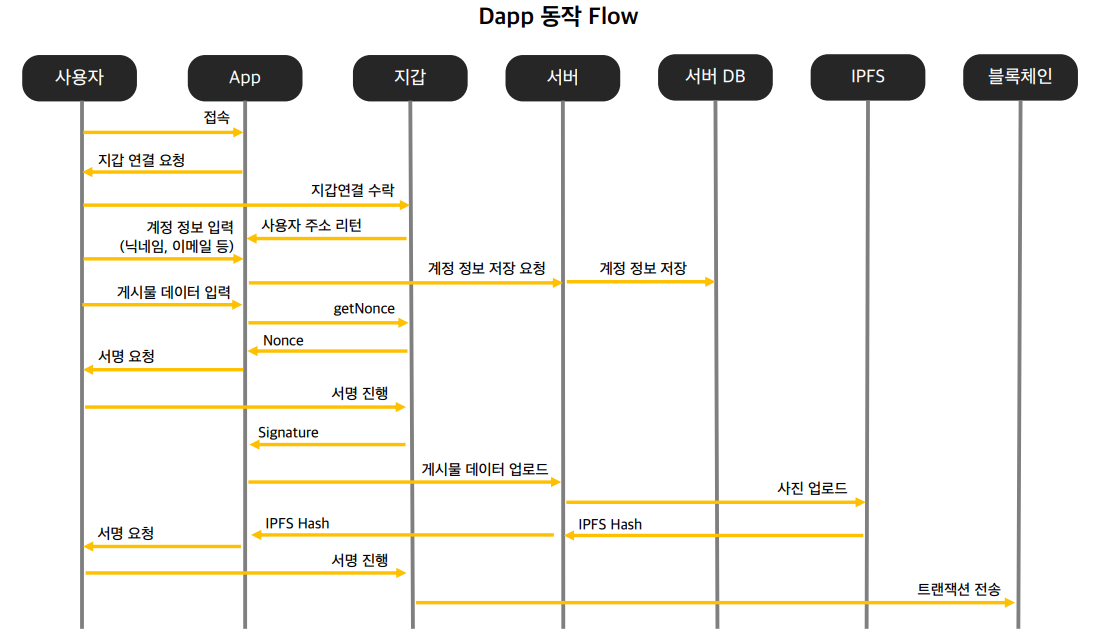 Dapp 동작 Flow
사용자
App
지갑
서버
서버 DB
IPFS
블록체인
접속
지갑 연결 요청
지갑연결 수락
계정 정보 입력
(닉네임, 이메일 등)
사용자 주소 리턴
계정 정보 저장 요청
계정 정보 저장
게시물 데이터 입력
getNonce
Nonce
서명 요청
서명 진행
Signature
게시물 데이터 업로드
사진 업로드
IPFS Hash
IPFS Hash
서명 요청
서명 진행
트랜잭션 전송